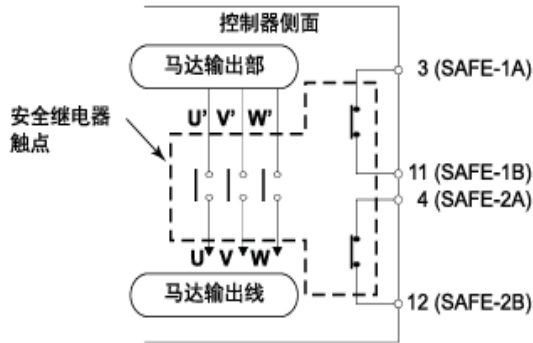 控制器侧面
马达输出部
3 (SAFE-1A)
安全继电器
触点
U' V' W'
11 (SAFE-1B)
4 (SAFE-2A)
U V W
马达输出线
12 (SAFE-2B)